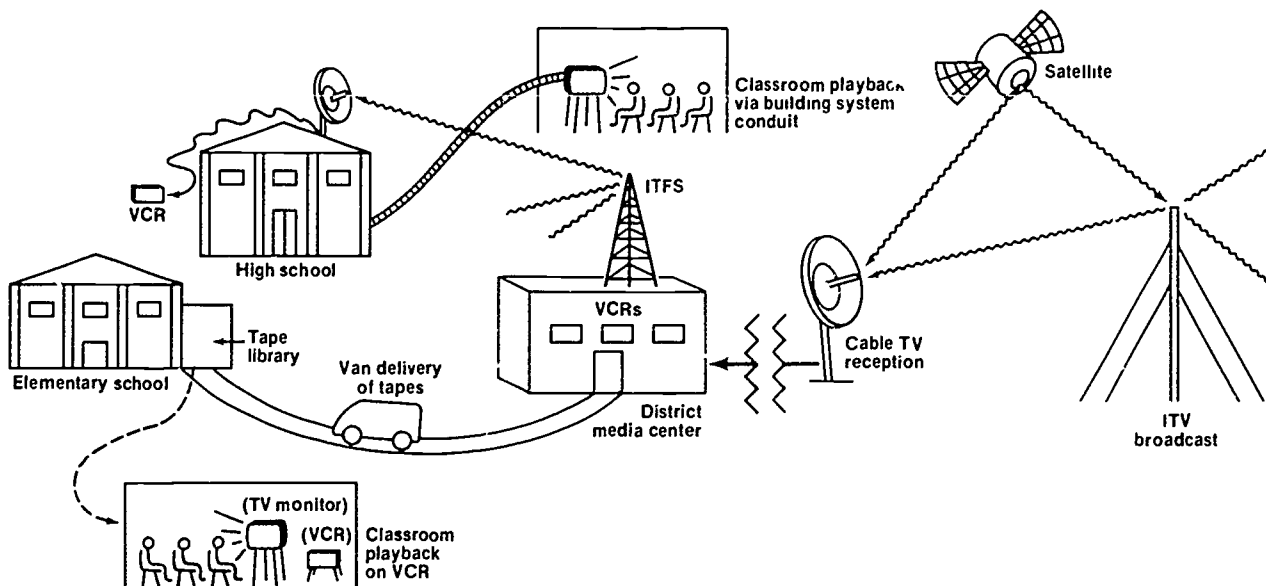 Classroom playback
via building system
conduit
Satellite
ITFS
VCR
High school
VCRs
Tape
library
Cable TV
reception
Elementary school
Van delivery
of tapes
District
media center
ITV
broadcast
(TV monitor)
(VCR)
Classroom
playback
on VCR